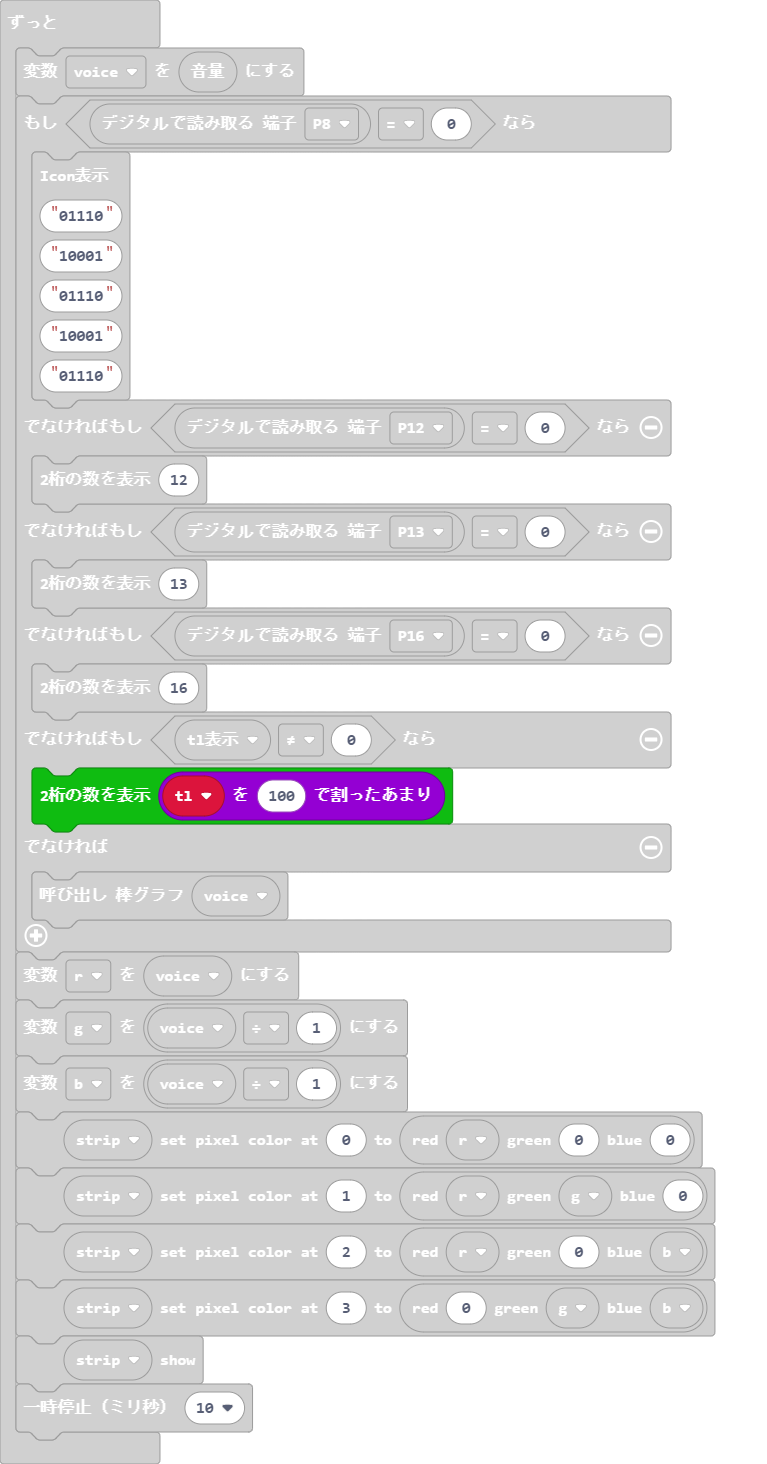 ずっと
変数 voice を 音量 にする
もし デジタルで読み取る 端子 P8 = 0 なら
Icon表示
"01110"
"10001"
"01110"
"10001"
"01110"
でなければもし デジタルで読み取る 端子 P12 = 0 なら
2桁の数を表示 12
でなければもし デジタルで読み取る 端子 P13 = 0 なら
2桁の数を表示 13
でなければもし デジタルで読み取る 端子 P16 = 0 なら
2桁の数を表示 16
でなければもし tl表示 ≠ 0 なら
2桁の数を表示 tl を 100 で割ったあまり
でなければ
呼び出し 棒グラフ voice
変数 r を voice にする
変数 g を voice ÷ 1 にする
変数 b を voice ÷ 1 にする
strip set pixel color at 0 to red r green 0 blue 0
strip set pixel color at 1 to red r green g blue 0
strip set pixel color at 2 to red r green 0 blue b
strip set pixel color at 3 to red 0 green g blue b
strip show
一時停止（ミリ秒） 10